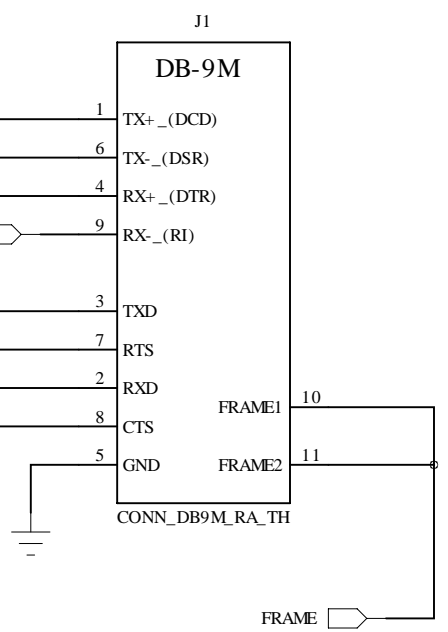 J1
DB-9M
1 TX+_(DCD)
6 TX-_(DSR)
4 RX+_(DTR)
9 RX-_(RI)
3 TXD
7 RTS
2 RXD
FRAME1 10
8 CTS
5 GND FRAME2 11
CONN_DB9M_RA_TH
FRAME